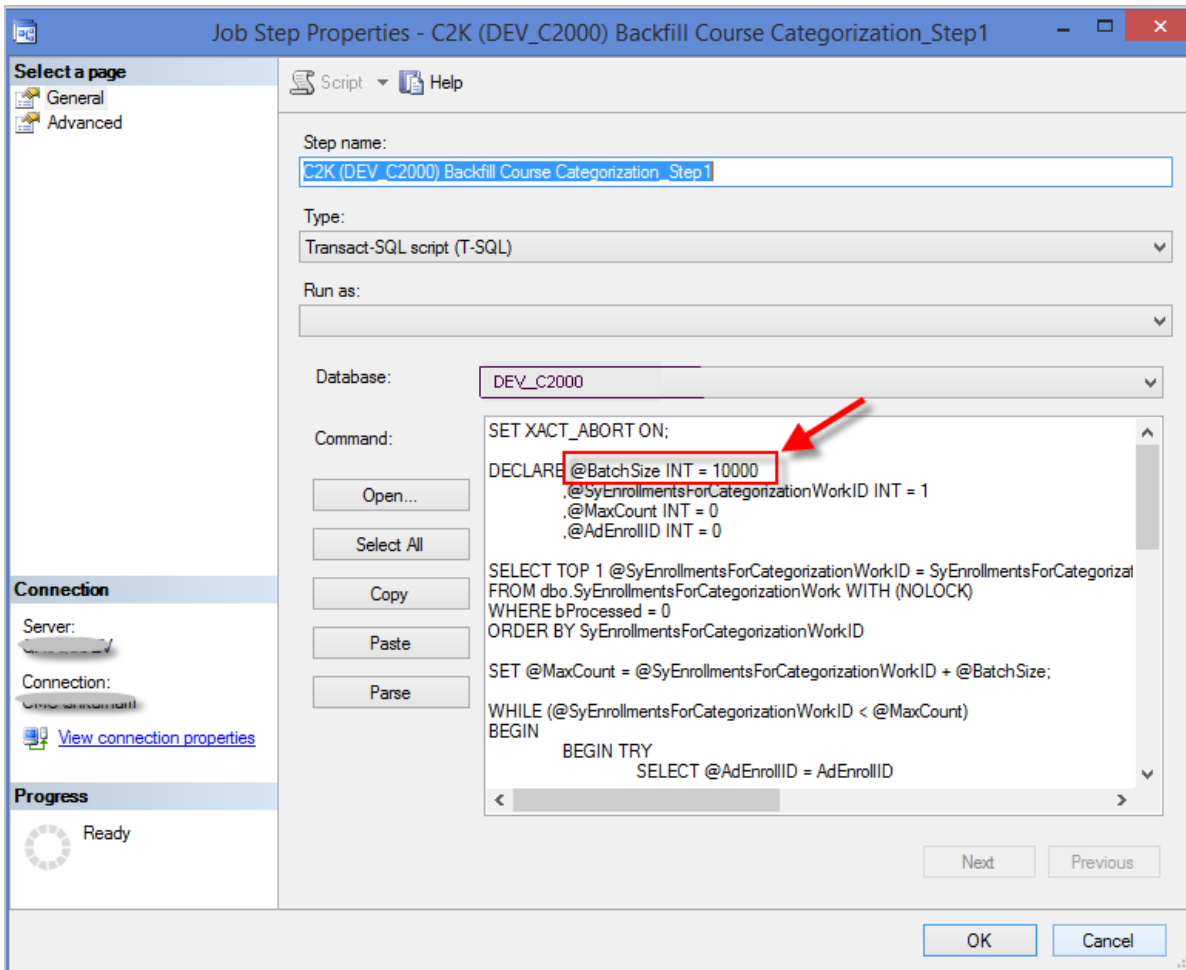 Job Step Properties - C2K (DEV_C2000) Backfill Course Categorization_Step1
Select a page
General
Advanced
Script
Help
Step name:
C2K (DEV_C2000) Backfill Course Categorization_Step1
Type:
Transact-SQL script (T-SQL)
Run as:
Database:
DEV_C2000
Command:
Open...
Select All
Copy
Paste
Parse
SET XACT_ABORT ON;
DECLARE @BatchSize INT = 10000
,@SyEnrollmentsForCategorizationWorkID INT = 1
,@MaxCount INT = 0
,@AdEnrollID INT = 0
SELECT TOP 1 @SyEnrollmentsForCategorizationWorkID = SyEnrollmentsForCategorizat
FROM dbo.SyEnrollmentsForCategorizationWork WITH (NOLOCK)
WHERE bProcessed = 0
ORDER BY SyEnrollmentsForCategorizationWorkID
SET @MaxCount = @SyEnrollmentsForCategorizationWorkID + @BatchSize;
WHILE (@SyEnrollmentsForCategorizationWorkID < @MaxCount)
BEGIN
BEGIN TRY
SELECT @AdEnrollID = AdEnrollID
Connection
Server:
Connection:
View connection properties
Progress
Ready
Next
Previous
OK
Cancel